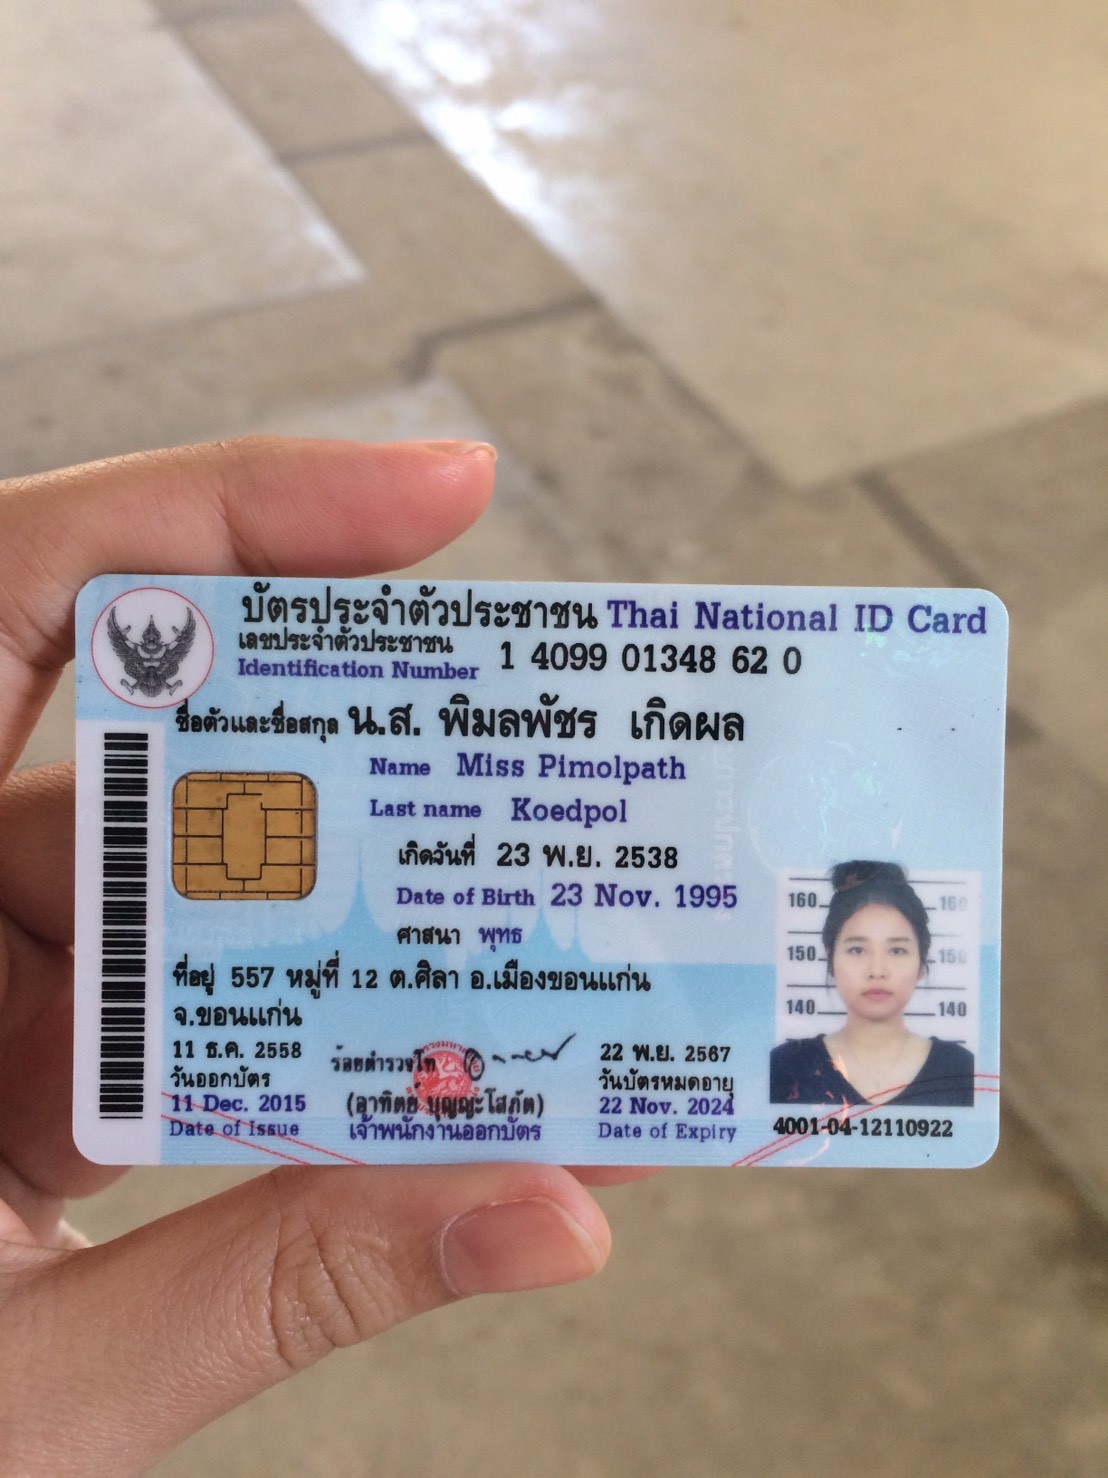 บัตรประจำตัวประชาชน Thai National ID Card
เลขประจำตัวประชาชน
Identification Number 1 4099 01348 62 0
ชื่อตัวและชื่อสกุล น.ส. พิมลพัชร เกิดผล
Name Miss Pimolpath
Last name Koedpol
เกิดวันที่ 23 พ.ย. 2538
Date of Birth 23 Nov. 1995
ศาสนา พุทธ
ที่อยู่ 557 หมู่ที่ 12 ต.ศิลา อ.เมืองขอนแก่น
จ.ขอนแก่น
160 160
150 150
140 140
11 ธ.ค. 2558
วันออกบัตร
11 Dec. 2015
Date of Issue
ร้อยตำรวจโท
(อาทิตย์ บุญญะโสภัต)
เจ้าพนักงานออกบัตร
22 พ.ย. 2567
วันบัตรหมดอายุ
22 Nov. 2024
Date of Expiry
4001-04-12110922